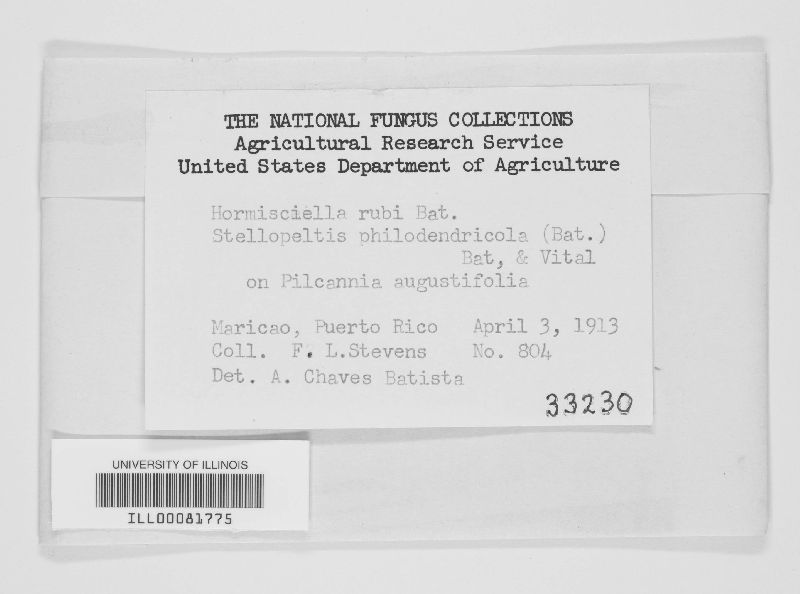 THE NATIONAL FUNGUS COLLECTIONS
Agricultural Research Service
United States Department of Agriculture
Hormisciella rubi Bat.
Stellopeltis philodendricola (Bat.)
Bat, & Vital
on Pilcannia augustifolia
Maricao, Puerto Rico April 3, 1913
Coll. F. L.Stevens No. 804
Det. A. Chaves Batista
33230
UNIVERSITY OF ILLINOIS
ILL00081775